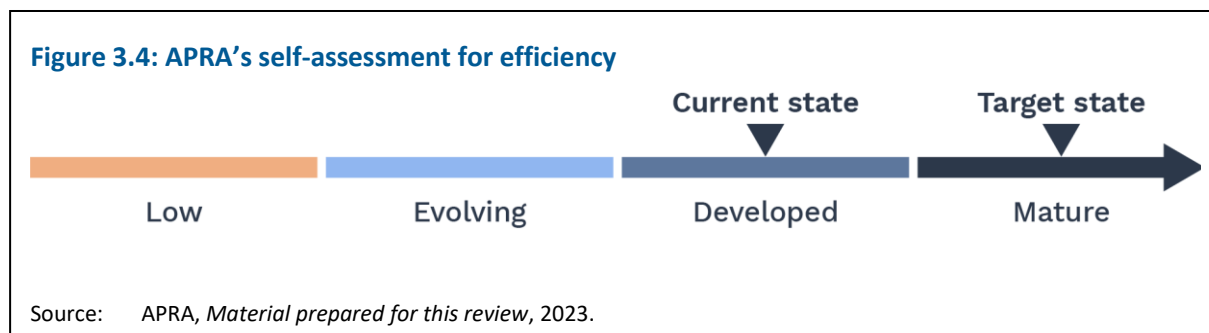 Figure 3.4: APRA’s self-assessment for efficiency
Current state Target state
Low Evolving Developed Mature
Source: APRA, Material prepared for this review, 2023.